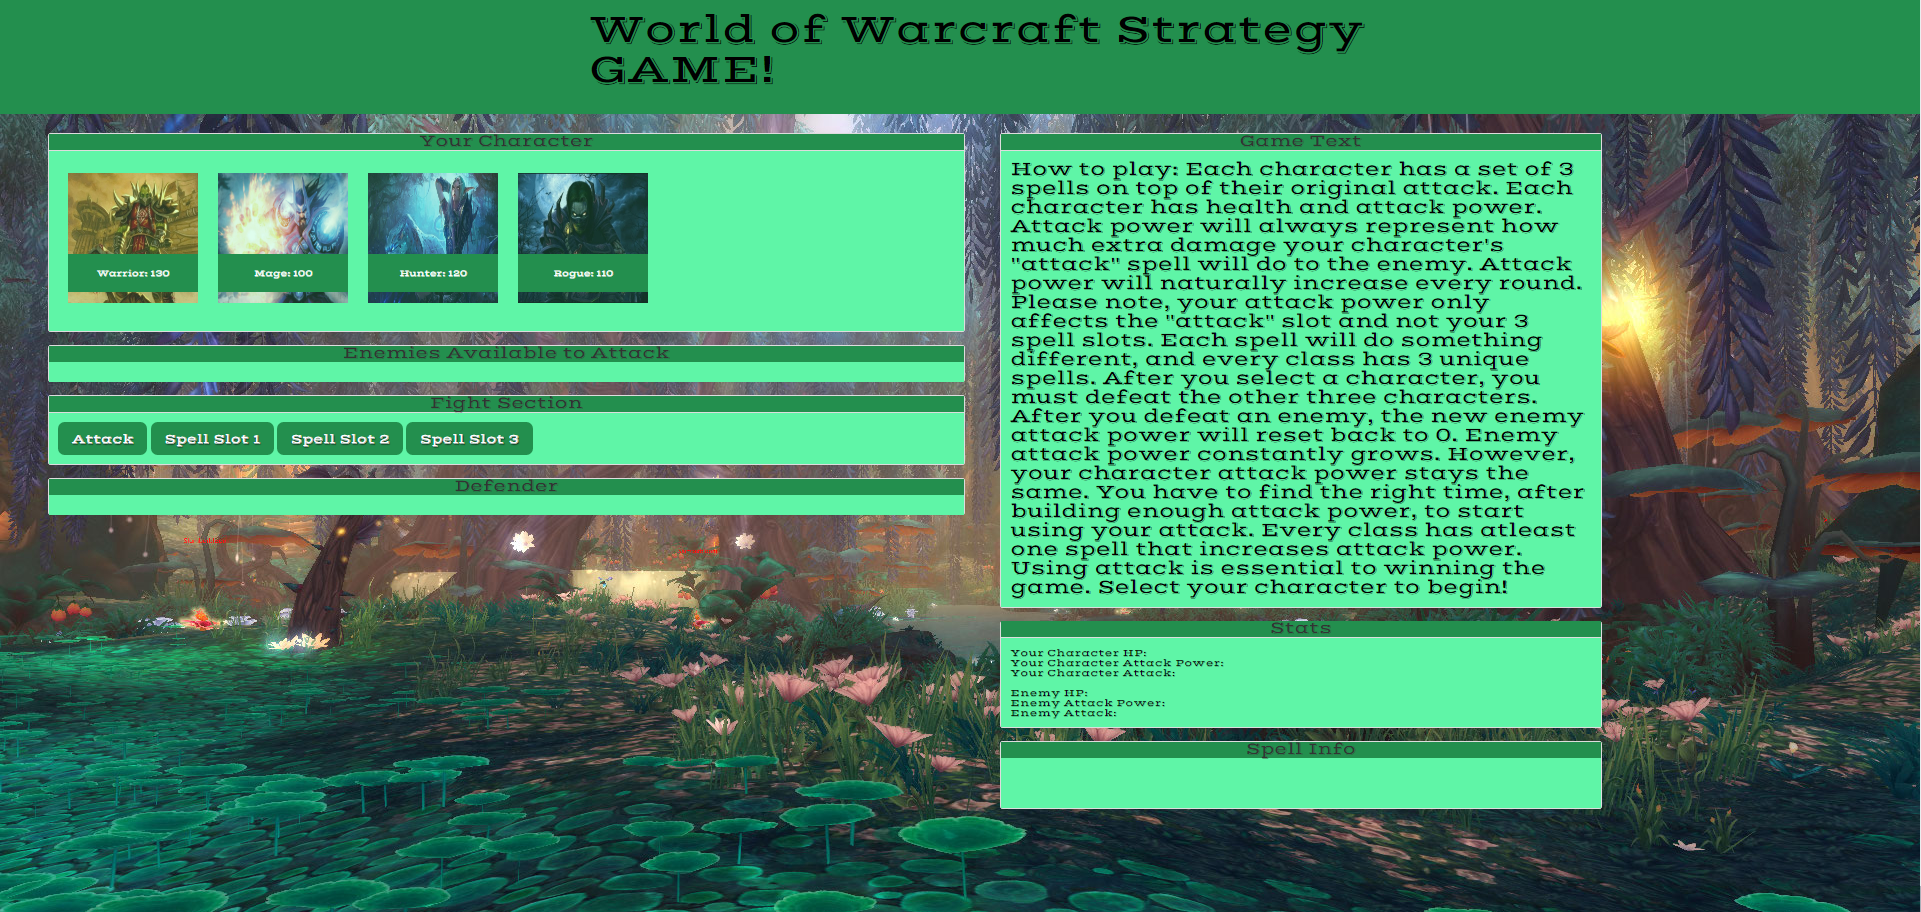 World of Warcraft Strategy
GAME!
Your Character
Warrior: 130
Mage: 100
Hunter: 120
Rogue: 110
Enemies Available to Attack
Fight Section
Attack
Spell Slot 1
Spell Slot 2
Spell Slot 3
Defender
Game Text
How to play: Each character has a set of 3
spells on top of their original attack. Each
character has health and attack power.
Attack power will always represent how
much extra damage your character's
"attack" spell will do to the enemy. Attack
power will naturally increase every round.
Please note, your attack power only
affects the "attack" slot and not your 3
spell slots. Each spell will do something
different, and every class has 3 unique
spells. After you select a character, you
must defeat the other three characters.
After you defeat an enemy, the new enemy
attack power will reset back to 0. Enemy
attack power constantly grows. However,
your character attack power stays the
same. You have to find the right time, after
building enough attack power, to start
using your attack. Every class has atleast
one spell that increases attack power.
Using attack is essential to winning the
game. Select your character to begin!
Stats
Your Character HP:
Your Character Attack Power:
Your Character Attack:
Enemy HP:
Enemy Attack Power:
Enemy Attack:
Spell Info